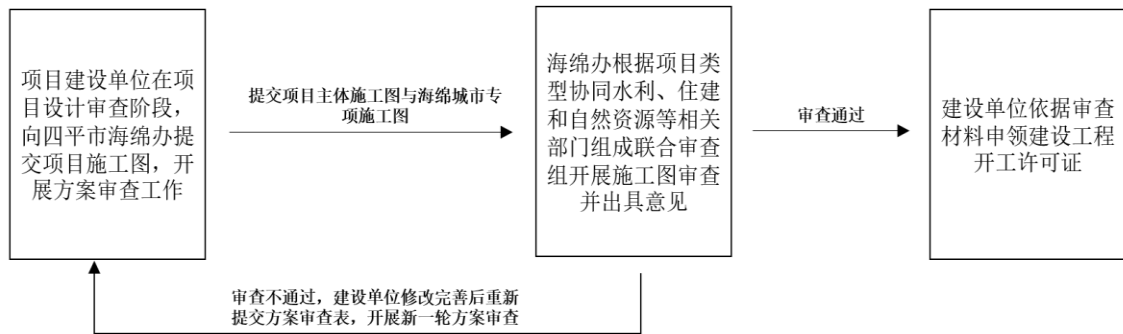 项目建设单位在项
目设计审查阶段，
向四平市海绵办提
交项目施工图，开
展方案审查工作
提交项目主体施工图与海绵城市专
项施工图
海绵办根据项目类
型协同水利、住建
和自然资源等相关
部门组成联合审查
组开展施工图审查
并出具意见
审查通过
建设单位依据审查
材料申领建设工程
开工许可证
审查不通过，建设单位修改完善后重新
提交方案审查表，开展新一轮方案审查